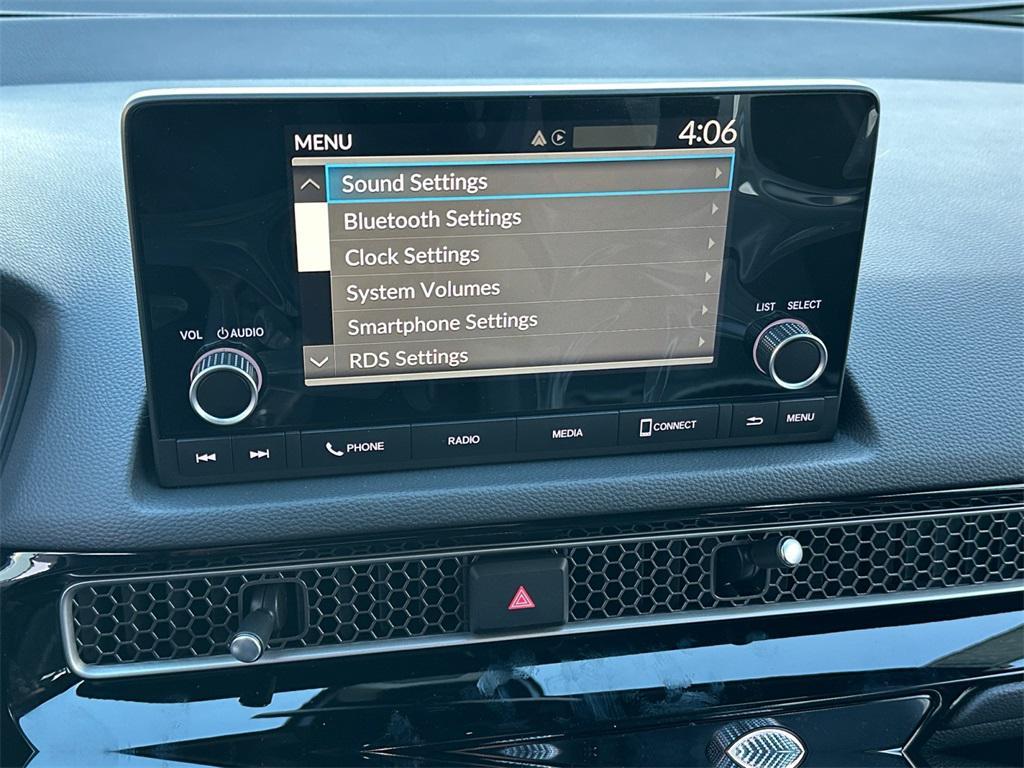 MENU 4:06
Sound Settings
Bluetooth Settings
Clock Settings
System Volumes
Smartphone Settings
RDS Settings
VOL AUDIO
LIST SELECT
PHONE RADIO MEDIA CONNECT MENU